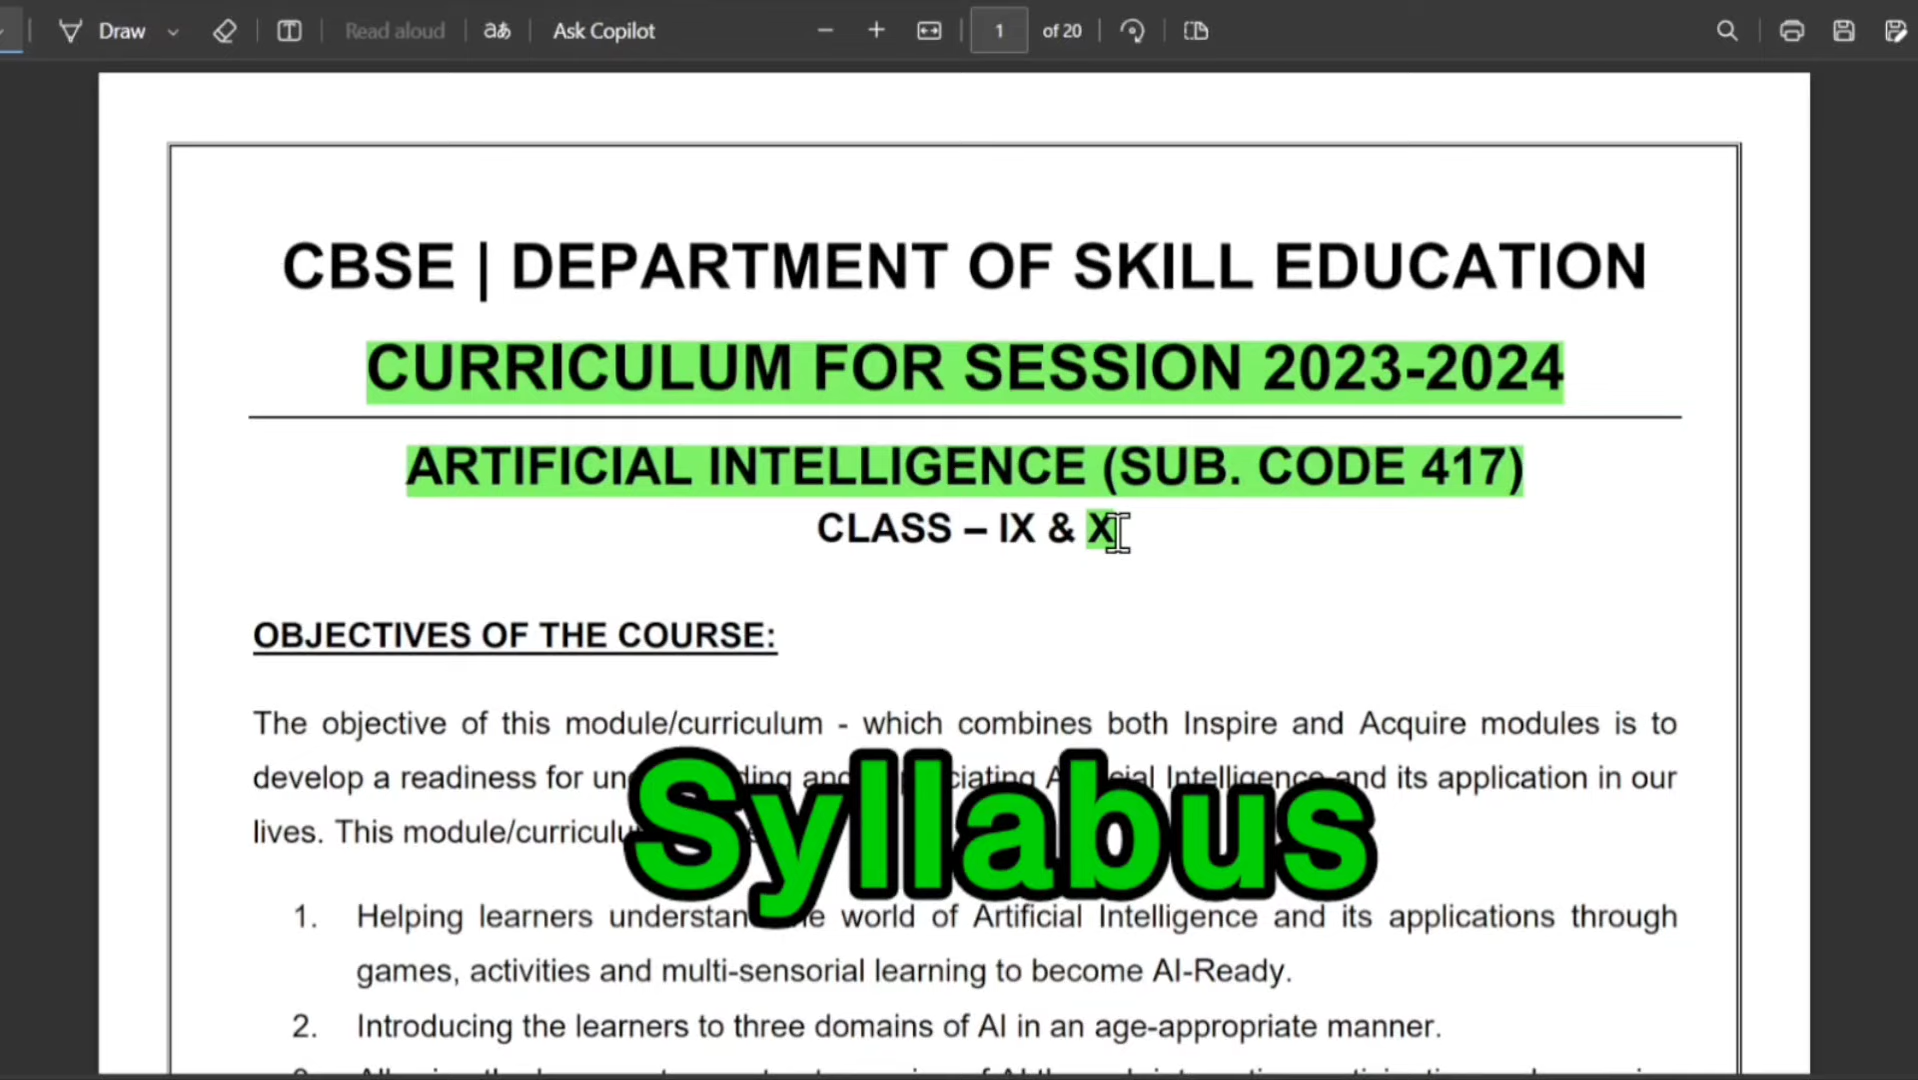 Draw
Read aloud
aあ
Ask Copilot
1
of 20
CBSE | DEPARTMENT OF SKILL EDUCATION
CURRICULUM FOR SESSION 2023-2024
ARTIFICIAL INTELLIGENCE (SUB. CODE 417)
CLASS – IX & X
OBJECTIVES OF THE COURSE:
The objective of this module/curriculum - which combines both Inspire and Acquire modules is to
develop a readiness for and its application in our
lives. This
Syllabus
1. Helping learners world of Artificial Intelligence and its applications through
games, activities and multi-sensorial learning to become AI-Ready.
2. Introducing the learners to three domains of AI in an age-appropriate manner.